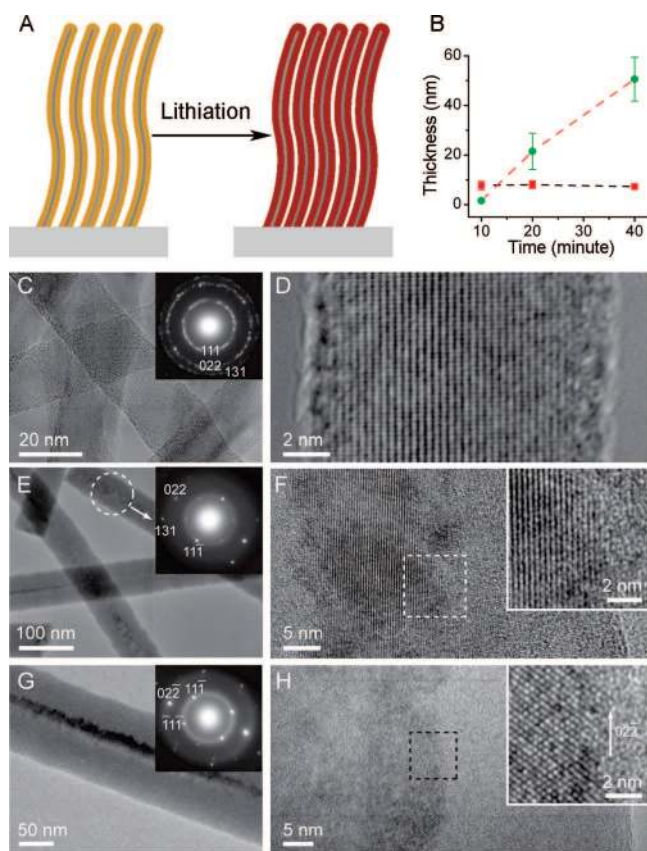 A
Lithiation
B
Thickness (nm)
60
40
20
0
10
20
30
40
Time (minute)
C
111
022
131
20 nm
D
2 nm
E
022
131
111̄
100 nm
F
5 nm
2 nm
G
022̄
111̄
1̄11̄
50 nm
H
5 nm
022̄
2 nm